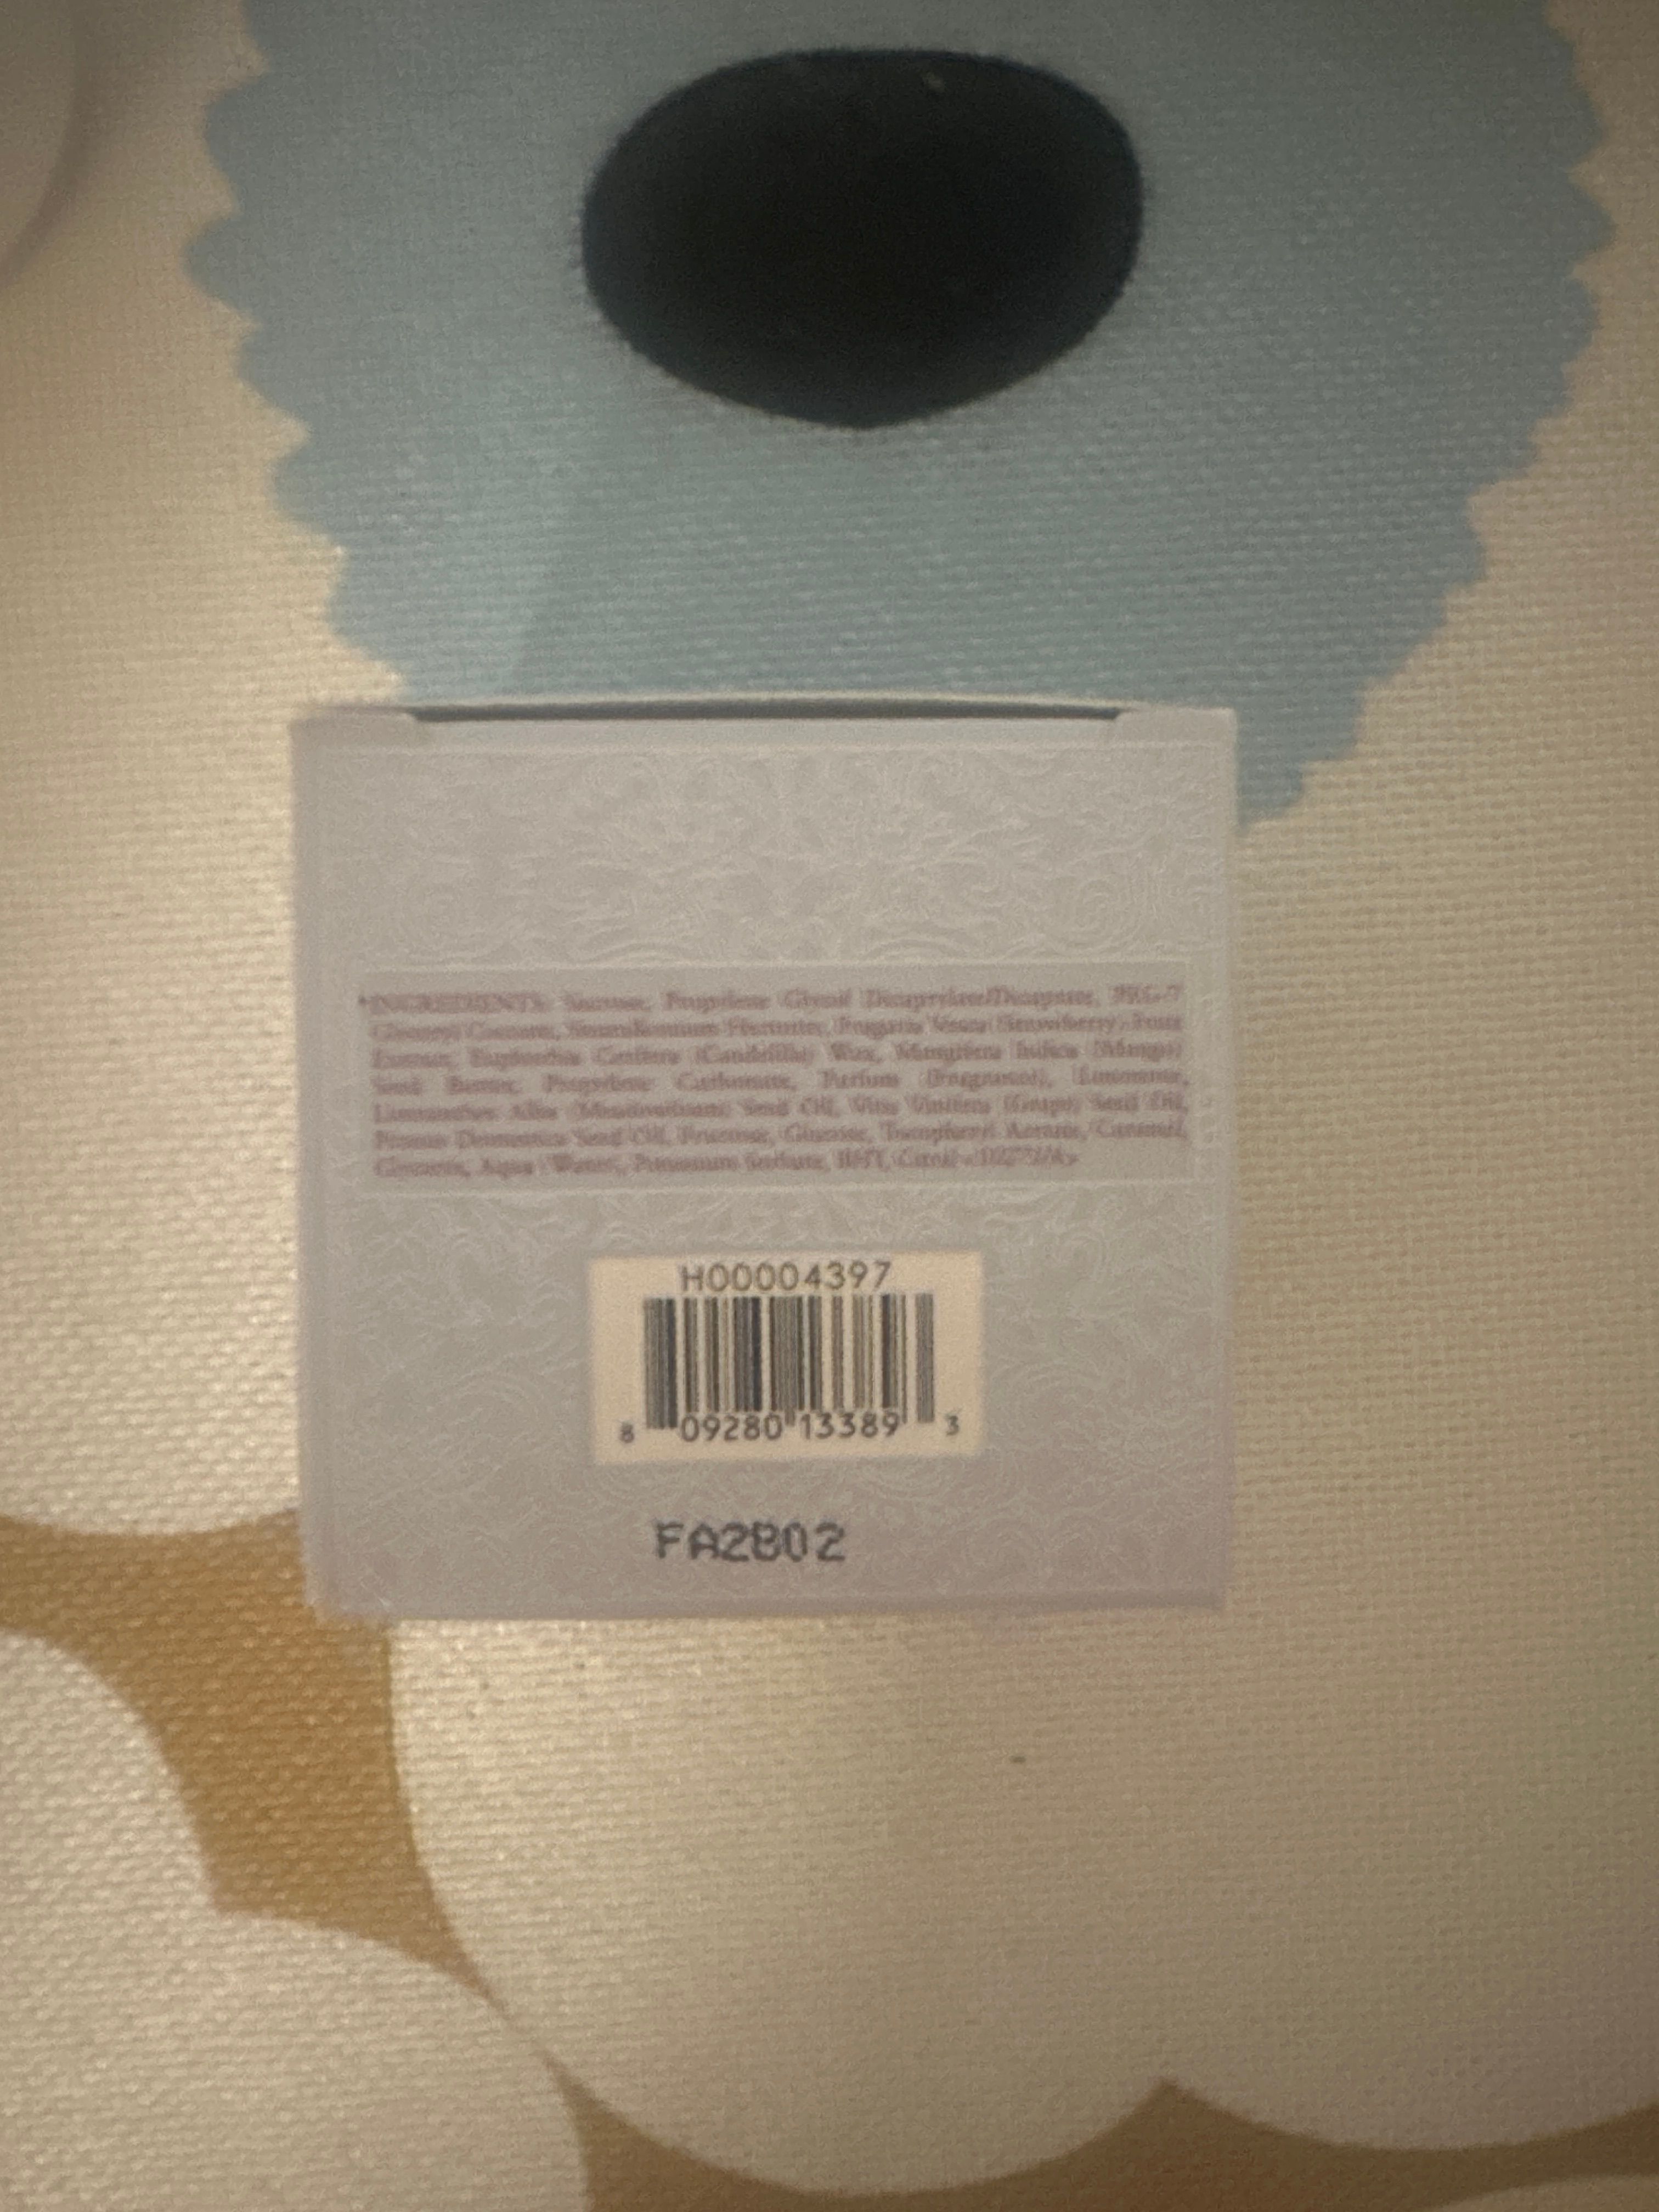 *INGREDIENTS: Sucrose, Propylene Glycol Dicaprylate/Dicaprate, PEG-7
Glyceryl Cocoate, Fragaria Vesca (Strawberry) Fruit
Extract, Euphorbia Cerifera (Candelilla) Wax, Mangifera Indica (Mango)
Seed Butter, Propylene Carbonate, Parfum (Fragrance), Limonene,
Limnanthes Alba (Meadowfoam) Seed Oil, Vitis Vinifera (Grape) Seed Oil,
Prunus Domestica Seed Oil, Fructose, Glucose, Tocopheryl Acetate, Caramel,
Glycerin, Aqua (Water), Potassium Sorbate, BHT, Citral
H00004397
8 09280 13389 3
FA2B02